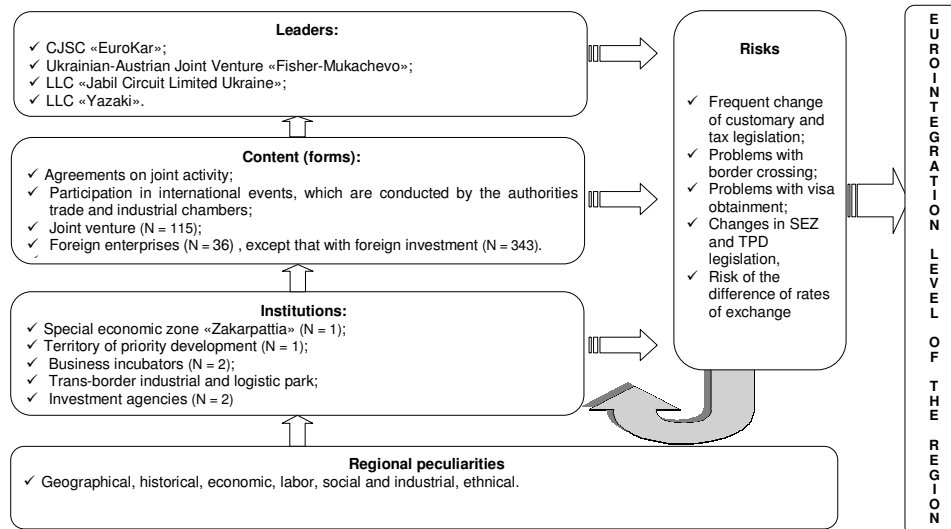 Leaders:
✓ CJSC «EuroKar»;
✓ Ukrainian-Austrian Joint Venture «Fisher-Mukachevo»;
✓ LLC «Jabil Circuit Limited Ukraine»;
✓ LLC «Yazaki».
Content (forms):
✓ Agreements on joint activity;
✓ Participation in international events, which are conducted by the authorities
trade and industrial chambers;
✓ Joint venture (N = 115);
✓ Foreign enterprises (N = 36) , except that with foreign investment (N = 343).
Institutions:
✓ Special economic zone «Zakarpattia» (N = 1);
✓ Territory of priority development (N = 1);
✓ Business incubators (N = 2);
✓ Trans-border industrial and logistic park;
✓ Investment agencies (N = 2)
Regional peculiarities
✓ Geographical, historical, economic, labor, social and industrial, ethnical.
Risks
✓ Frequent change
of customary and
tax legislation;
✓ Problems with
border crossing;
✓ Problems with visa
obtainment;
✓ Changes in SEZ
and TPD
legislation,
✓ Risk of the
difference of rates
of exchange
EUROINTEGRATION LEVEL OF THE REGION